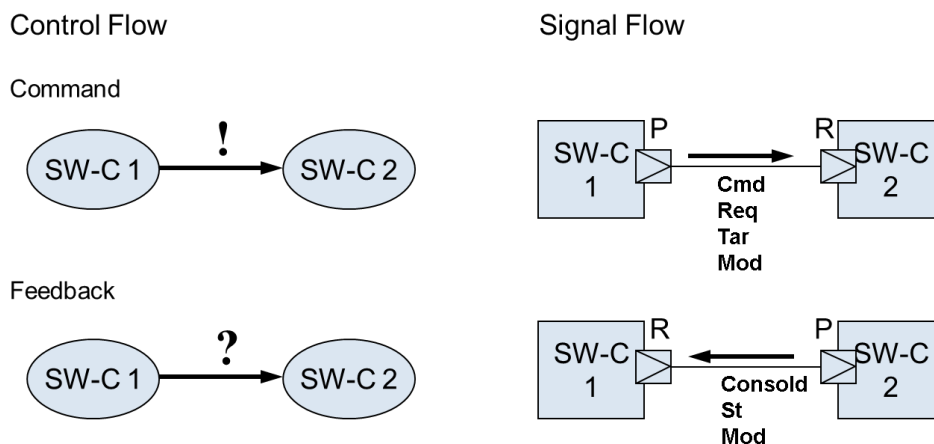 Control Flow
Signal Flow
Command
!
SW-C 1
SW-C 2
P
R
SW-C
1
SW-C
2
Cmd
Req
Tar
Mod
Feedback
?
SW-C 1
SW-C 2
R
P
SW-C
1
SW-C
2
Consold
St
Mod